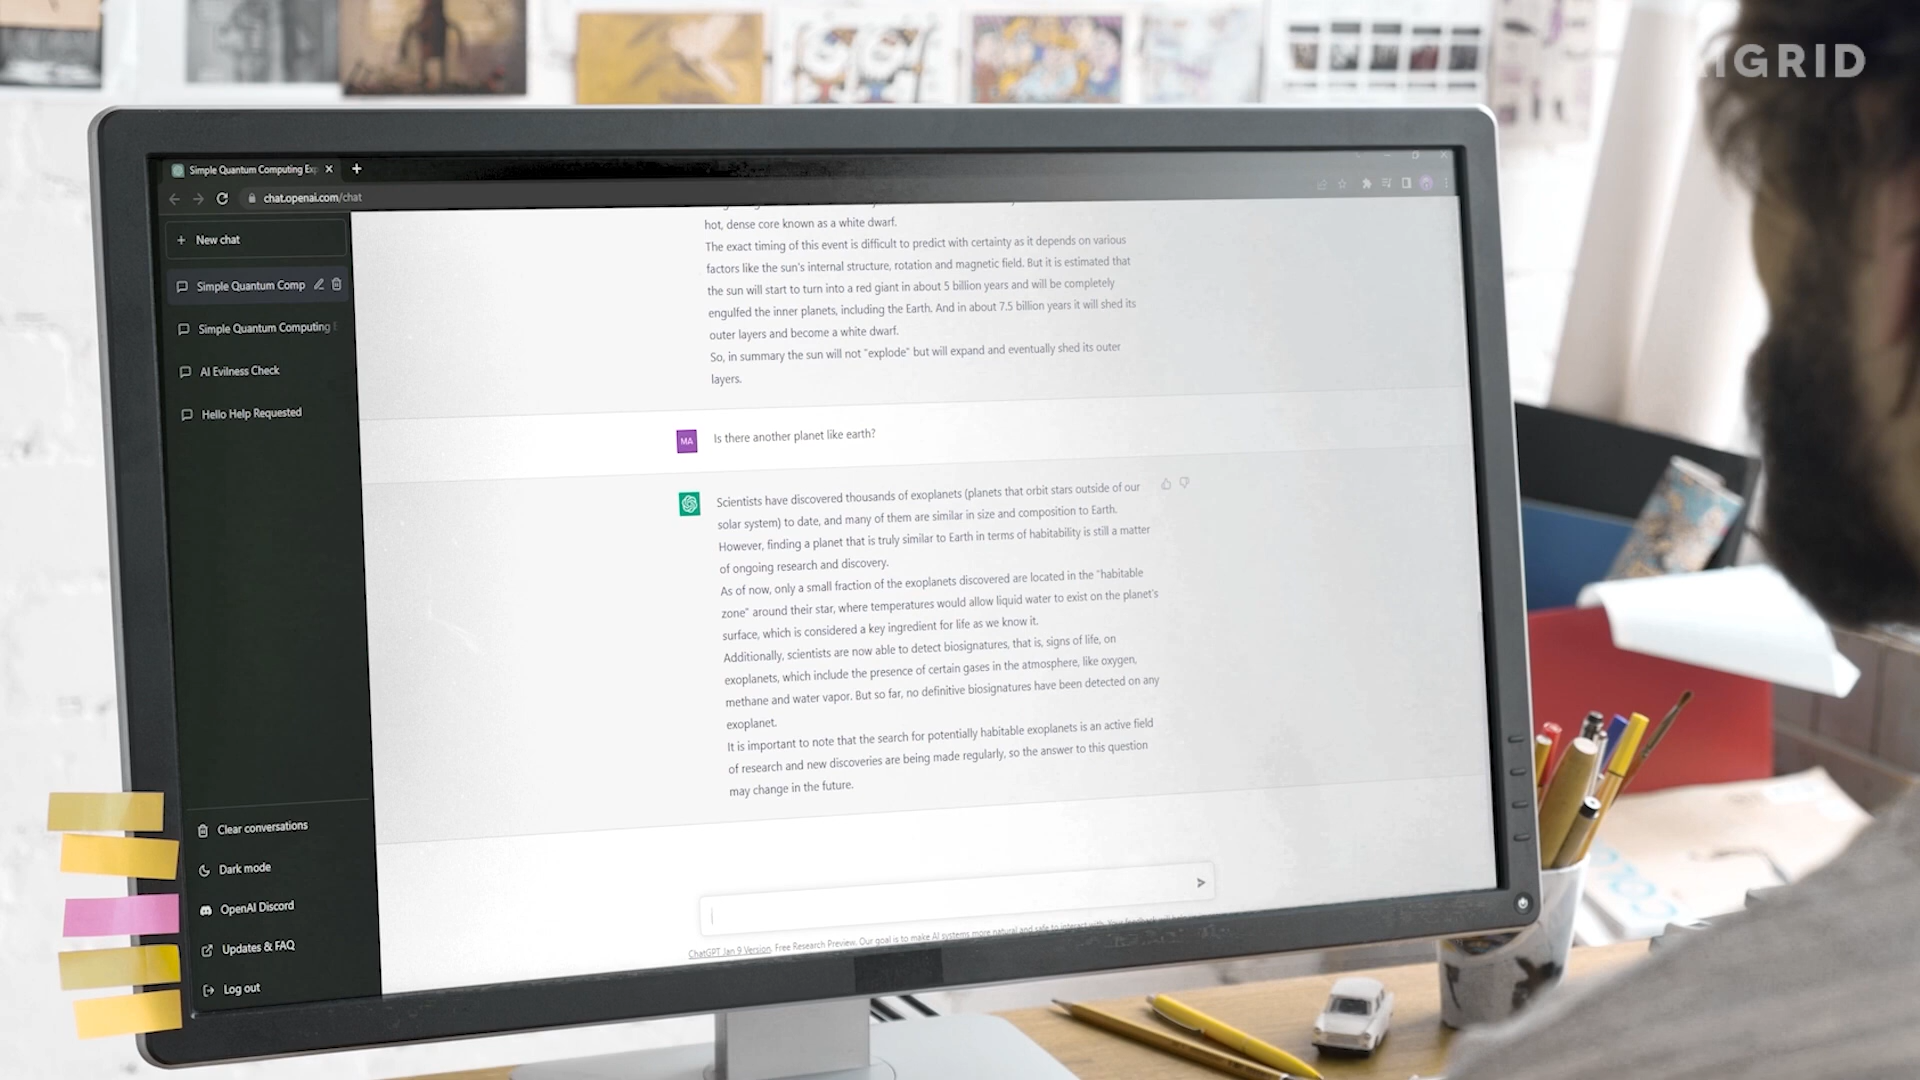 IGRID
Simple Quantum Computing Exp
chat.openai.com/chat
New chat
Simple Quantum Comp
Simple Quantum Computing E
AI Evilness Check
Hello Help Requested
Clear conversations
Dark mode
OpenAI Discord
Updates & FAQ
Log out
hot, dense core known as a white dwarf.
The exact timing of this event is difficult to predict with certainty as it depends on various
factors like the sun's internal structure, rotation and magnetic field. But it is estimated that
the sun will start to turn into a red giant in about 5 billion years and will be completely
engulfed the inner planets, including the Earth. And in about 7.5 billion years it will shed its
outer layers and become a white dwarf.
So, in summary the sun will not "explode" but will expand and eventually shed its outer
layers.
MA
Is there another planet like earth?
Scientists have discovered thousands of exoplanets (planets that orbit stars outside of our
solar system) to date, and many of them are similar in size and composition to Earth.
However, finding a planet that is truly similar to Earth in terms of habitability is still a matter
of ongoing research and discovery.
As of now, only a small fraction of the exoplanets discovered are located in the "habitable
zone" around their star, where temperatures would allow liquid water to exist on the planet's
surface, which is considered a key ingredient for life as we know it.
Additionally, scientists are now able to detect biosignatures, that is, signs of life, on
exoplanets, which include the presence of certain gases in the atmosphere, like oxygen,
methane and water vapor. But so far, no definitive biosignatures have been detected on any
exoplanet.
It is important to note that the search for potentially habitable exoplanets is an active field
of research and new discoveries are being made regularly, so the answer to this question
may change in the future.
ChatGPT Jan 9 Version. Free Research Preview. Our goal is to make AI systems more natural and safe to interact with. Your feedback will help